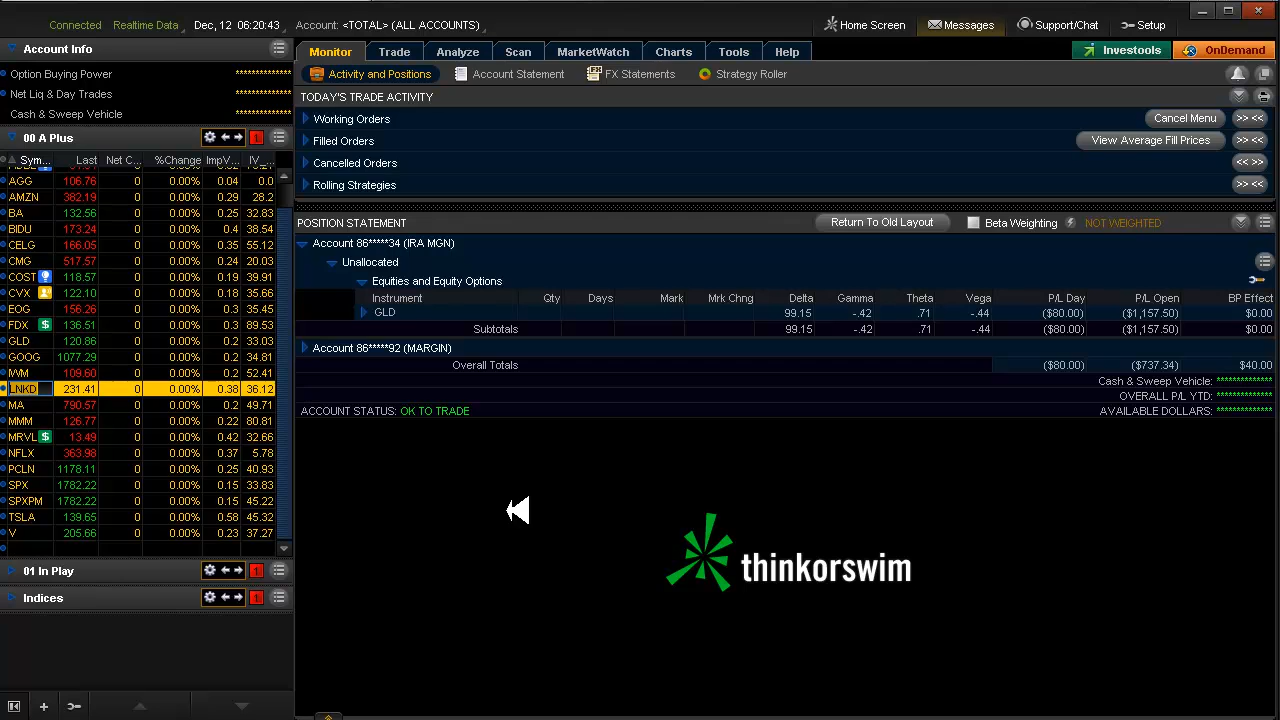 Connected Realtime Data Dec, 12 06:20:43 Account: <TOTAL> (ALL ACCOUNTS) Home Screen Messages Support/Chat Setup
Account Info
Option Buying Power **************
Net Liq & Day Trades **************
Cash & Sweep Vehicle **************
00 A Plus 1
Sym... Last Net C... %Change ImpV... IV_...
AGG 106.76 0 0.00% 0.04 0.0
AMZN 382.19 0 0.00% 0.29 28.2
BA 132.56 0 0.00% 0.25 32.83
BIDU 173.24 0 0.00% 0.4 38.54
CELG 166.05 0 0.00% 0.35 55.12
CMG 517.57 0 0.00% 0.24 20.03
COST 118.57 0 0.00% 0.19 39.91
CVX 122.10 0 0.00% 0.18 35.66
EOG 156.26 0 0.00% 0.3 35.45
FDX $ 136.51 0 0.00% 0.3 89.53
GLD 120.86 0 0.00% 0.2 33.03
GOOG 1077.29 0 0.00% 0.2 34.81
IWM 109.60 0 0.00% 0.2 52.41
LNKD 231.41 0 0.00% 0.38 36.12
MA 790.57 0 0.00% 0.2 49.71
MMM 126.77 0 0.00% 0.22 60.81
MRVL $ 13.49 0 0.00% 0.42 32.66
NFLX 363.98 0 0.00% 0.37 5.78
PCLN 1178.11 0 0.00% 0.25 40.93
SPX 1782.22 0 0.00% 0.15 33.83
SPXPM 1782.22 0 0.00% 0.15 45.22
TSLA 139.65 0 0.00% 0.58 45.32
V 205.66 0 0.00% 0.23 37.27
01 In Play 1
Indices 1
Monitor Trade Analyze Scan MarketWatch Charts Tools Help Investools OnDemand
Activity and Positions Account Statement FX Statements Strategy Roller
TODAY'S TRADE ACTIVITY
Working Orders Cancel Menu >> <<
Filled Orders View Average Fill Prices >> <<
Cancelled Orders << >>
Rolling Strategies >> <<
POSITION STATEMENT Return To Old Layout Beta Weighting NOT WEIGHTED
Account 86*****34 (IRA MGN)
Unallocated
Equities and Equity Options
Instrument Qty Days Mark Mrk Chng Delta Gamma Theta Vega P/L Day P/L Open BP Effect
GLD 99.15 -.42 .71 -.44 ($80.00) ($1,157.50) $0.00
Subtotals 99.15 -.42 .71 -.44 ($80.00) ($1,157.50) $0.00
Account 86*****92 (MARGIN)
Overall Totals ($80.00) ($737.34) $40.00
Cash & Sweep Vehicle: **************
OVERALL P/L YTD: **************
ACCOUNT STATUS: OK TO TRADE AVAILABLE DOLLARS: **************
thinkorswim